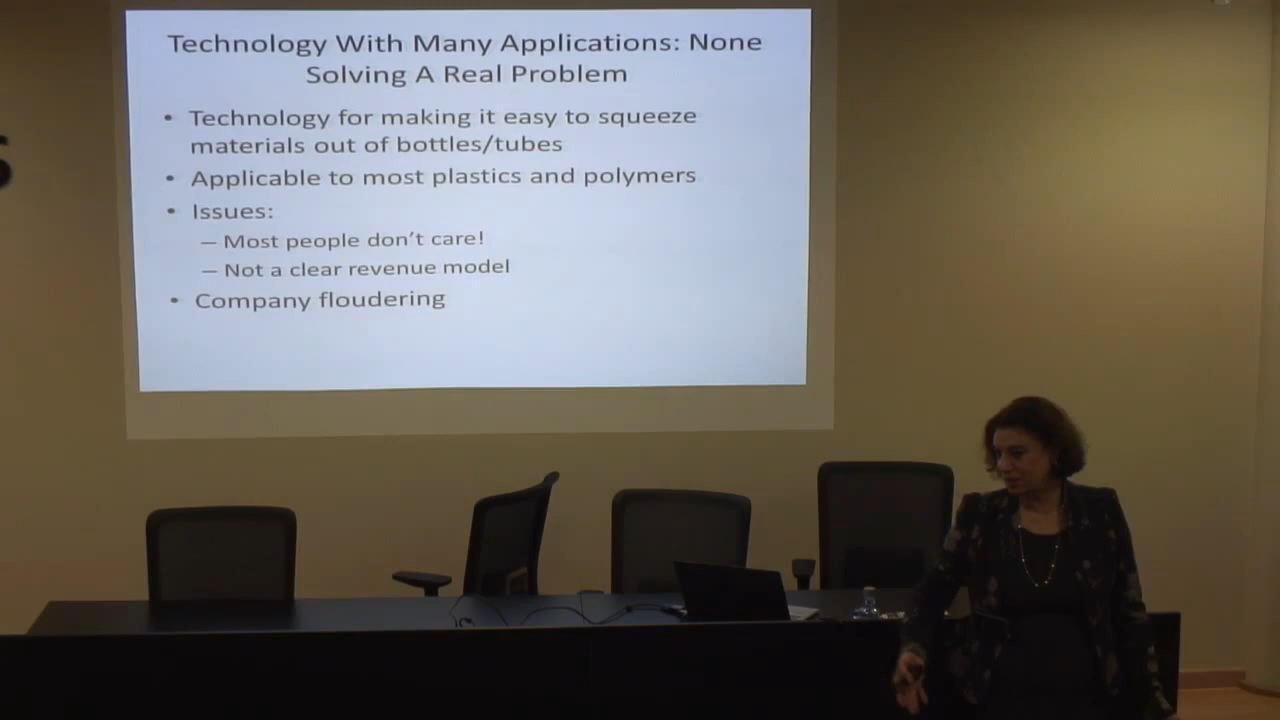 Technology With Many Applications: None
Solving A Real Problem
• Technology for making it easy to squeeze
materials out of bottles/tubes
• Applicable to most plastics and polymers
• Issues:
– Most people don't care!
– Not a clear revenue model
• Company floudering